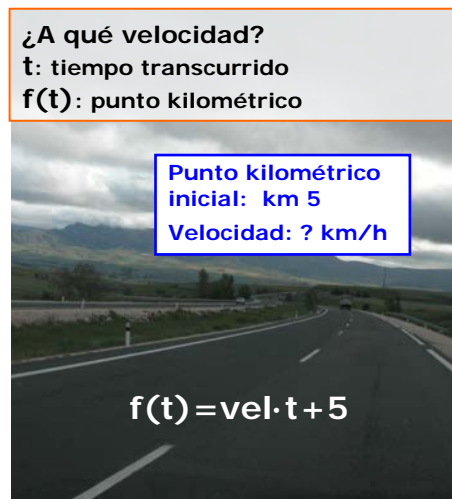 ¿A qué velocidad?
t: tiempo transcurrido
f(t): punto kilométrico
Punto kilométrico
inicial: km 5
Velocidad: ? km/h
f(t)=vel·t+5